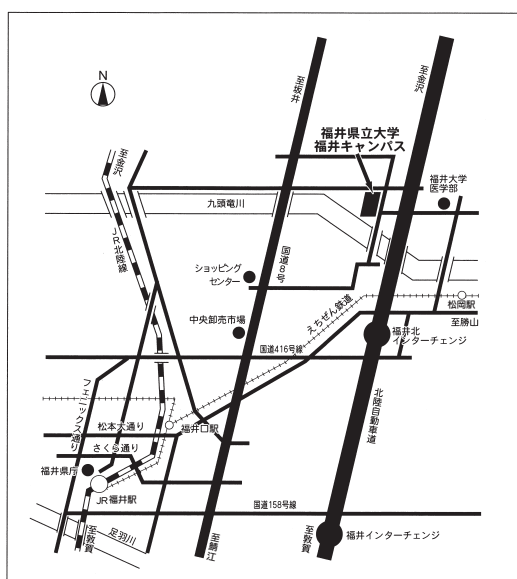 N
至坂井
至金沢
福井県立大学
福井キャンパス
至金沢
福井大学
医学部
九頭竜川
JR北陸線
国道8号
ショッピング
センター
えちぜん鉄道
松岡駅
至勝山
中央卸売市場
福井北
インターチェンジ
国道416号線
フェニックス通り
北陸自動車道
松本大通り
福井口駅
さくら通り
福井県庁
JR福井駅
国道158号線
足羽川
至敦賀
至鯖江
至敦賀
福井インターチェンジ